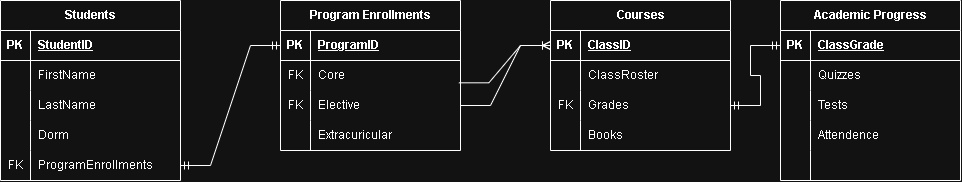 Students
PK StudentID
FirstName
LastName
Dorm
FK ProgramEnrollments
Program Enrollments
PK ProgramID
FK Core
FK Elective
Extracuricular
Courses
PK ClassID
ClassRoster
FK Grades
Books
Academic Progress
PK ClassGrade
Quizzes
Tests
Attendence